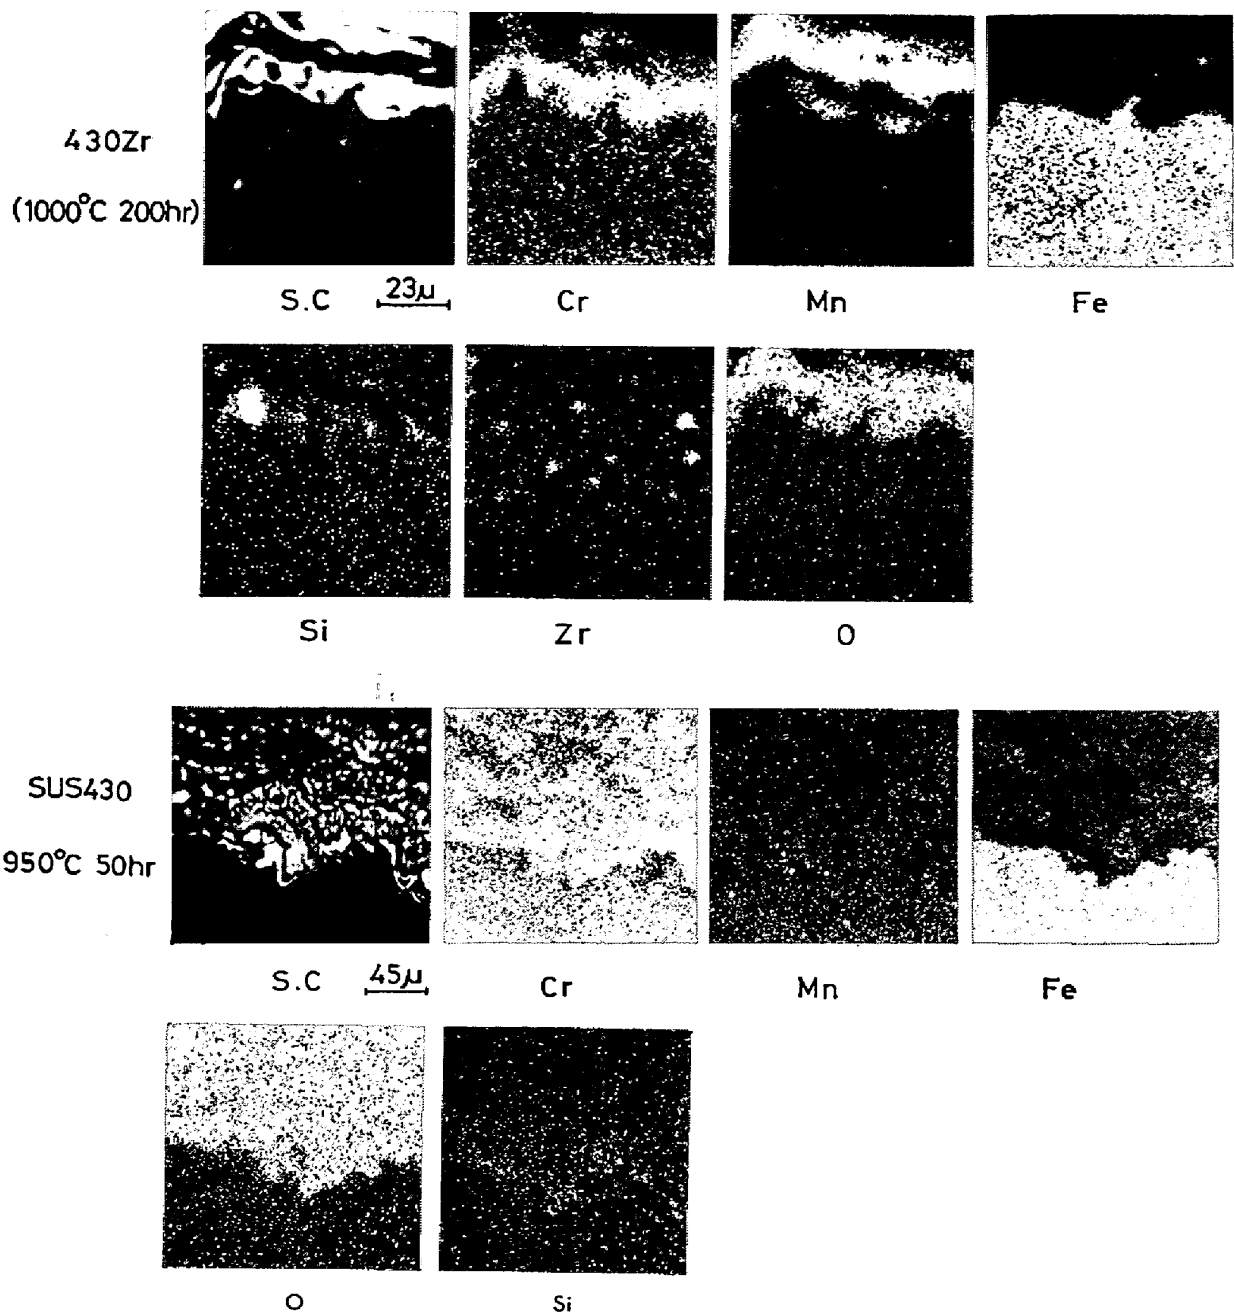 430Zr
(1000°C 200hr)
S.C 23μ Cr Mn Fe
Si Zr O
SUS430
950°C 50hr
S.C 45μ Cr Mn Fe
O Si